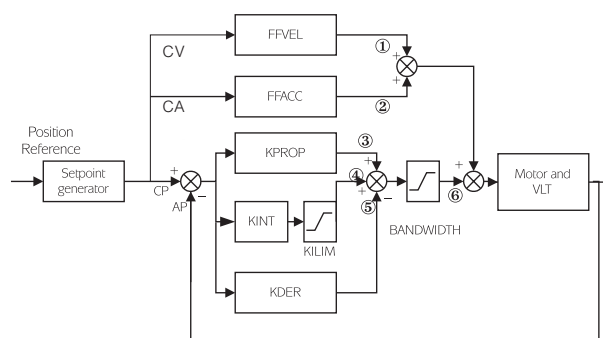 FFVEL
①
CV
+
+
FFACC
②
CA
Position
Reference
KPROP
③
Setpoint
generator
+
CP
AP
−
+
④
+
⑤
−
KINT
KILIM
BANDWIDTH
+
⑥
Motor and
VLT
KDER